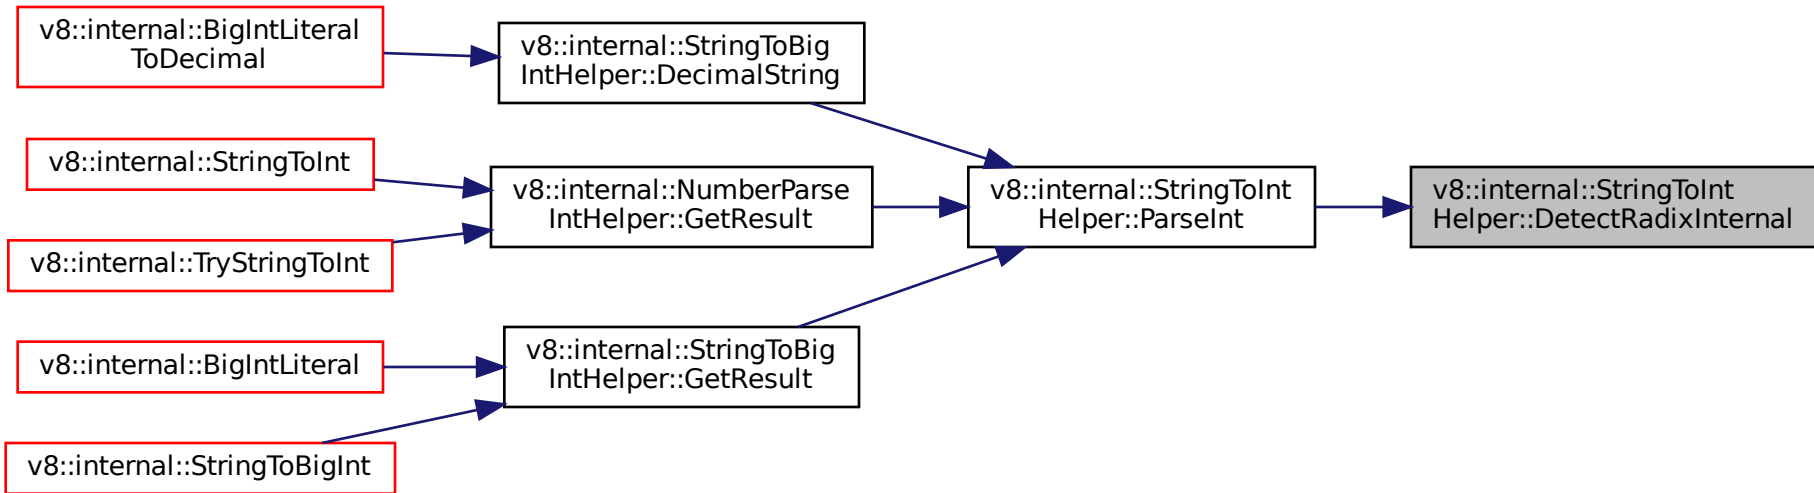 v8::internal::BigIntLiteral
ToDecimal
v8::internal::StringToBig
IntHelper::DecimalString
v8::internal::StringToInt
v8::internal::TryStringToInt
v8::internal::NumberParse
IntHelper::GetResult
v8::internal::StringToInt
Helper::ParseInt
v8::internal::StringToInt
Helper::DetectRadixInternal
v8::internal::BigIntLiteral
v8::internal::StringToBigInt
v8::internal::StringToBig
IntHelper::GetResult